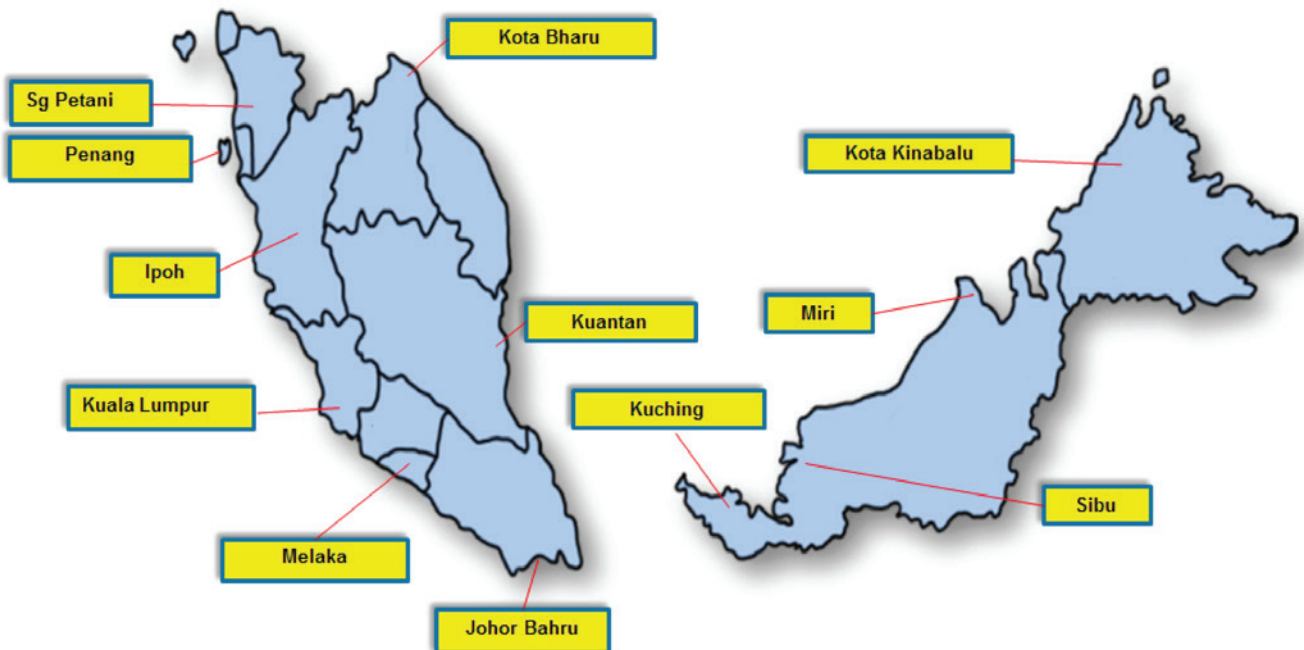 Kota Bharu
Sg Petani
Penang
Kota Kinabalu
Ipoh
Miri
Kuantan
Kuala Lumpur
Kuching
Sibu
Melaka
Johor Bahru